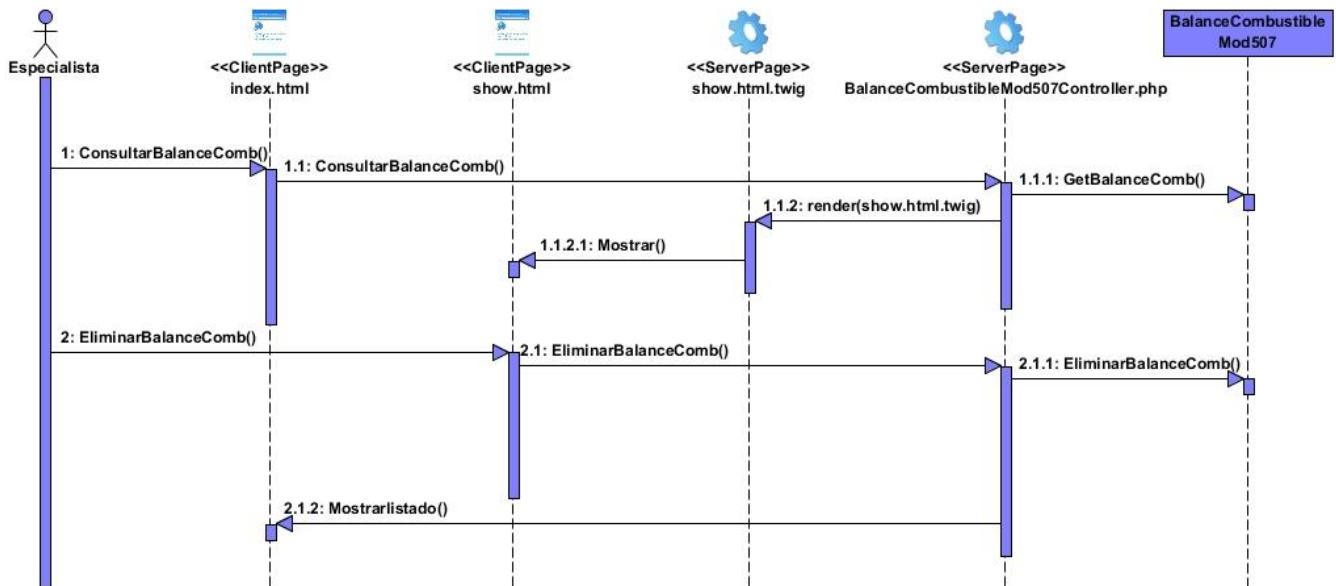 Especialista
<<ClientPage>>
index.html
<<ClientPage>>
show.html
<<ServerPage>>
show.html.twig
<<ServerPage>>
BalanceCombustibleMod507Controller.php
BalanceCombustible
Mod507
1: ConsultarBalanceComb()
1.1: ConsultarBalanceComb()
1.1.1: GetBalanceComb()
1.1.2: render(show.html.twig)
1.1.2.1: Mostrar()
2: EliminarBalanceComb()
2.1: EliminarBalanceComb()
2.1.1: EliminarBalanceComb()
2.1.2: Mostrarlistado()